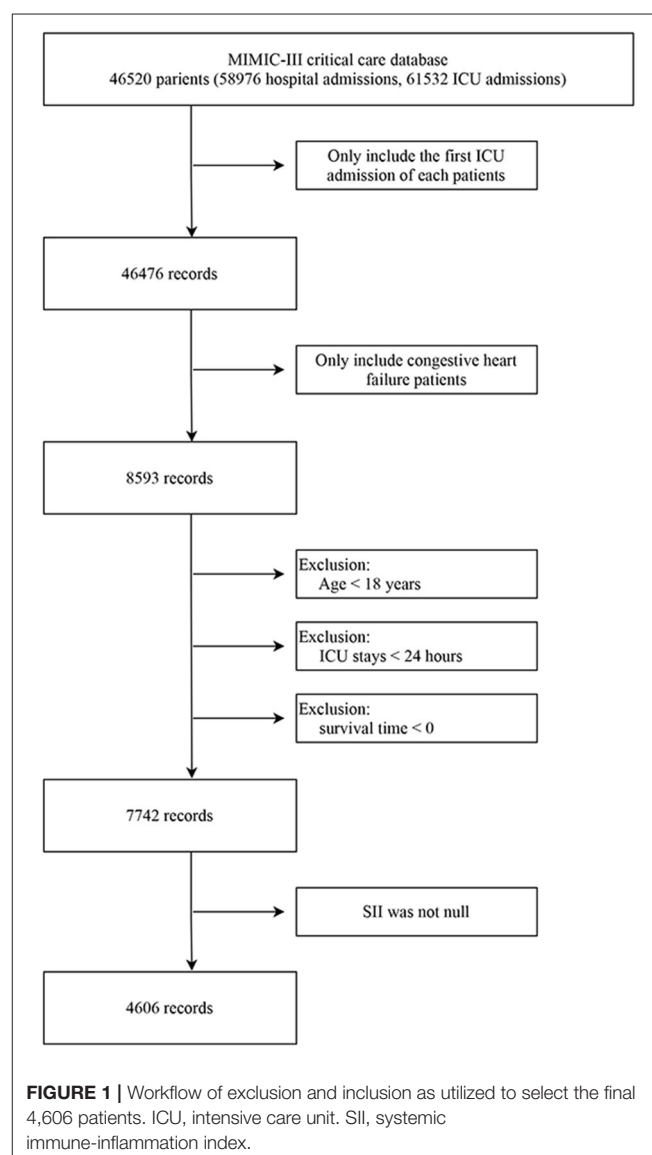 MIMIC-III critical care database
46520 parients (58976 hospital admissions, 61532 ICU admissions)
Only include the first ICU
admission of each patients
46476 records
Only include congestive heart
failure patients
8593 records
Exclusion:
Age < 18 years
Exclusion:
ICU stays < 24 hours
Exclusion:
survival time < 0
7742 records
SII was not null
4606 records
FIGURE 1 | Workflow of exclusion and inclusion as utilized to select the final
4,606 patients. ICU, intensive care unit. SII, systemic
immune-inflammation index.